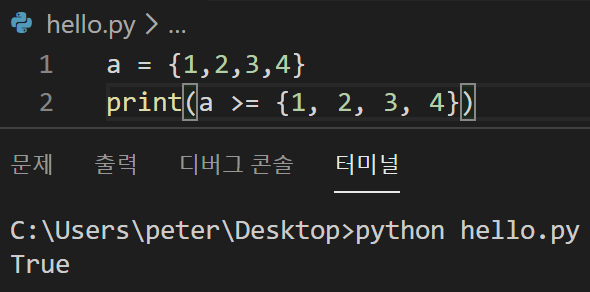 hello.py > ...
1 a = {1,2,3,4}
2 print(a >= {1, 2, 3, 4})
문제 출력 디버그 콘솔 터미널
C:\Users\peter\Desktop>python hello.py
True